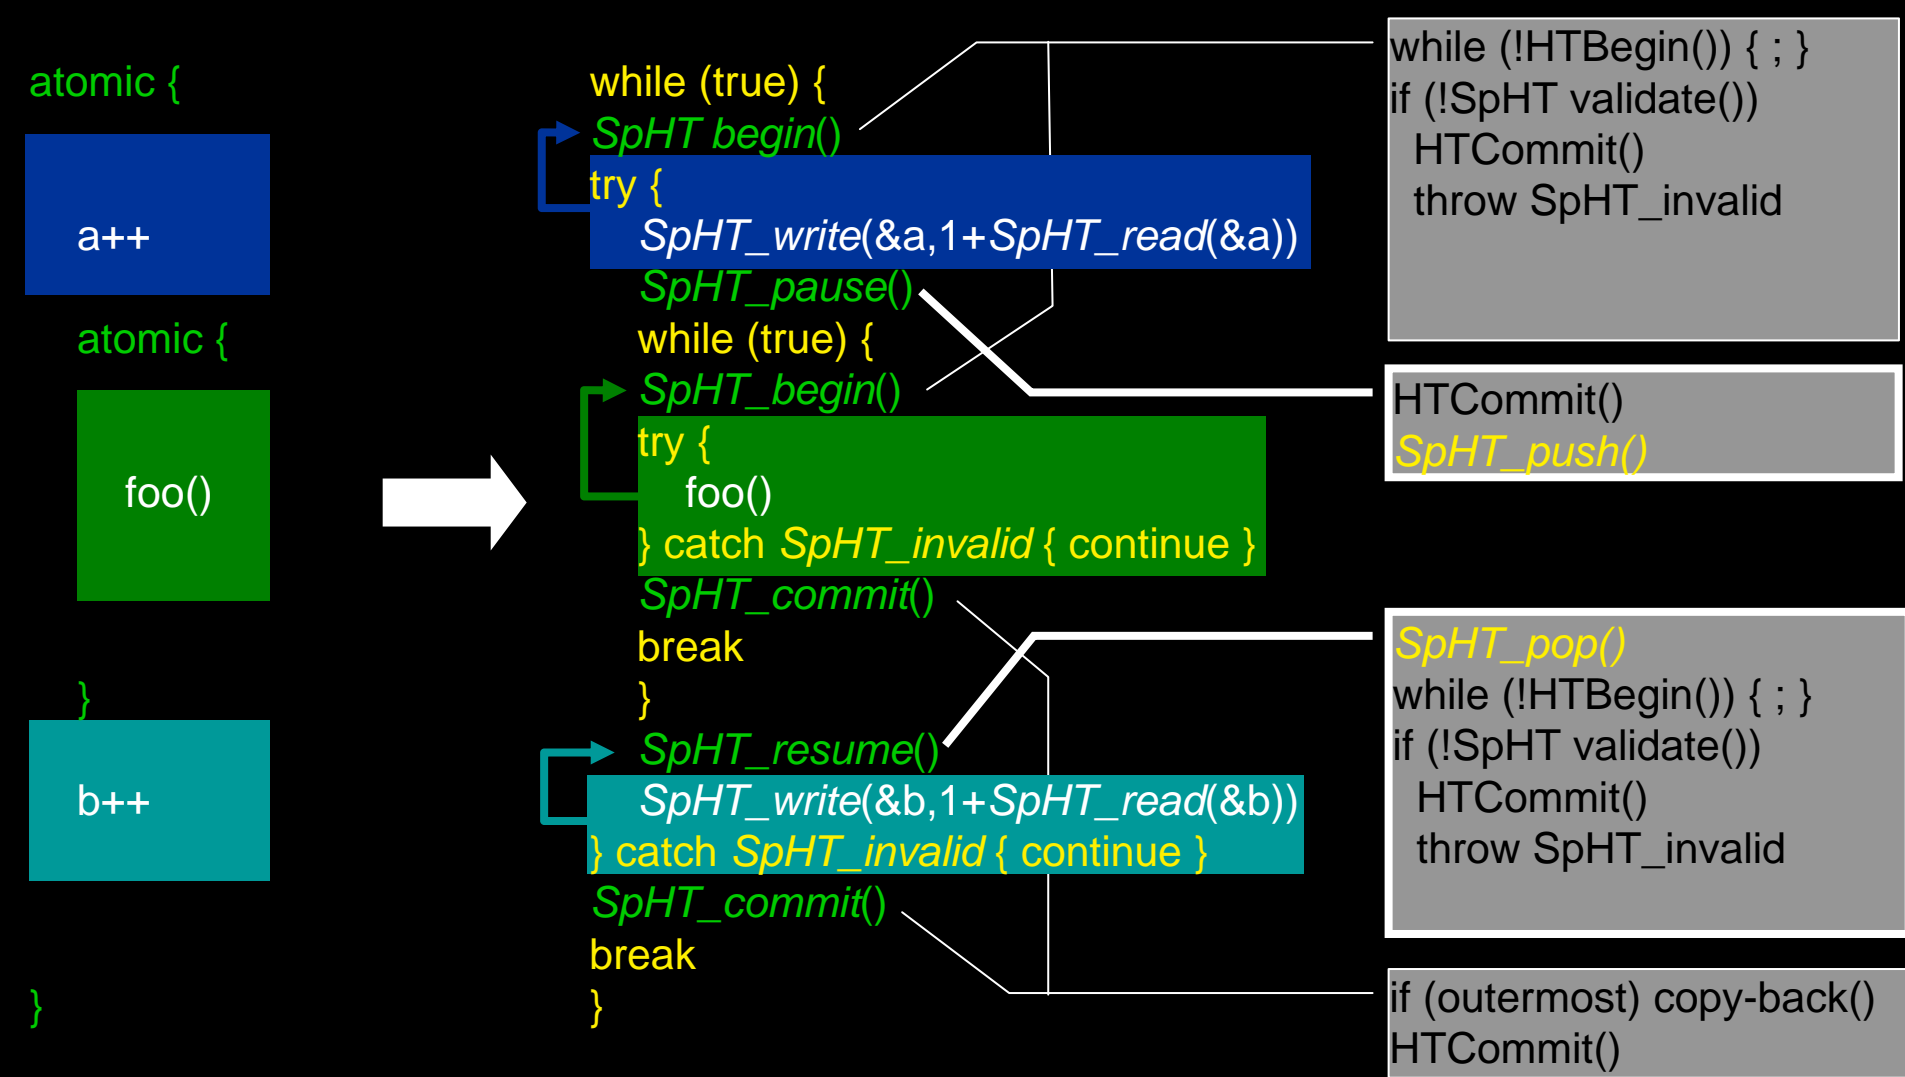 atomic {
a++
atomic {
foo()
}
b++
}
while (true) {
SpHT begin()
try {
SpHT_write(&a,1+SpHT_read(&a))
SpHT_pause()
while (true) {
SpHT_begin()
try {
foo()
} catch SpHT_invalid { continue }
SpHT_commit()
break
}
SpHT_resume()
SpHT_write(&b,1+SpHT_read(&b))
} catch SpHT_invalid { continue }
SpHT_commit()
break
}
while (!HTBegin()) { ; }
if (!SpHT validate())
HTCommit()
throw SpHT_invalid
HTCommit()
SpHT_push()
SpHT_pop()
while (!HTBegin()) { ; }
if (!SpHT validate())
HTCommit()
throw SpHT_invalid
if (outermost) copy-back()
HTCommit()